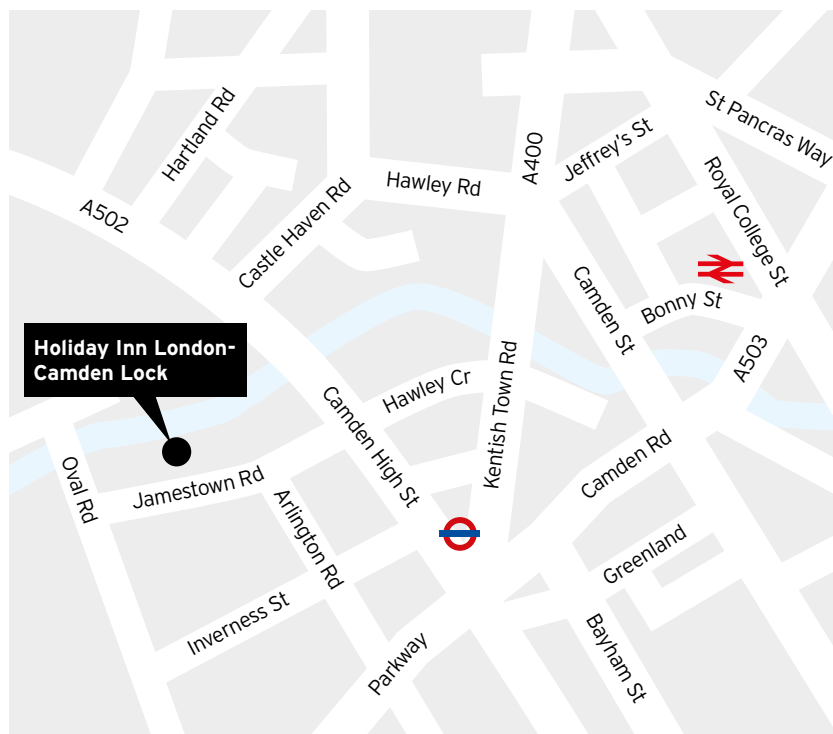 St Pancras Way
Hartland Rd
A400
Jeffrey's St
Hawley Rd
Royal College St
A502
Castle Haven Rd
Camden St
Bonny St
Holiday Inn London-
Camden Lock
A503
Hawley Cr
Kentish Town Rd
Camden High St
Oval Rd
Jamestown Rd
Camden Rd
Arlington Rd
Greenland
Inverness St
Bayham St
Parkway